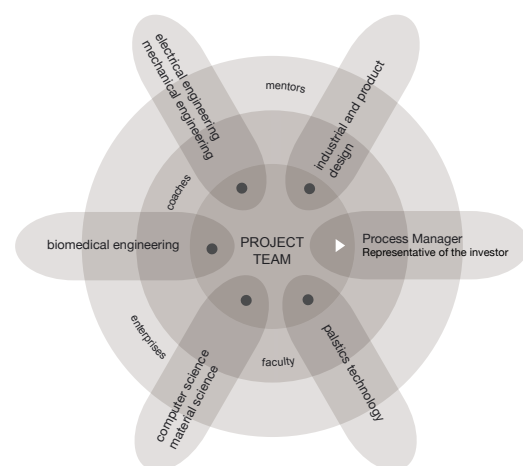 electrical engineering
mechanical engineering
mentors
industrial and product
design
coaches
biomedical engineering
PROJECT
TEAM
Process Manager
Representative of the investor
enterprises
faculty
computer science
material science
palstics technology